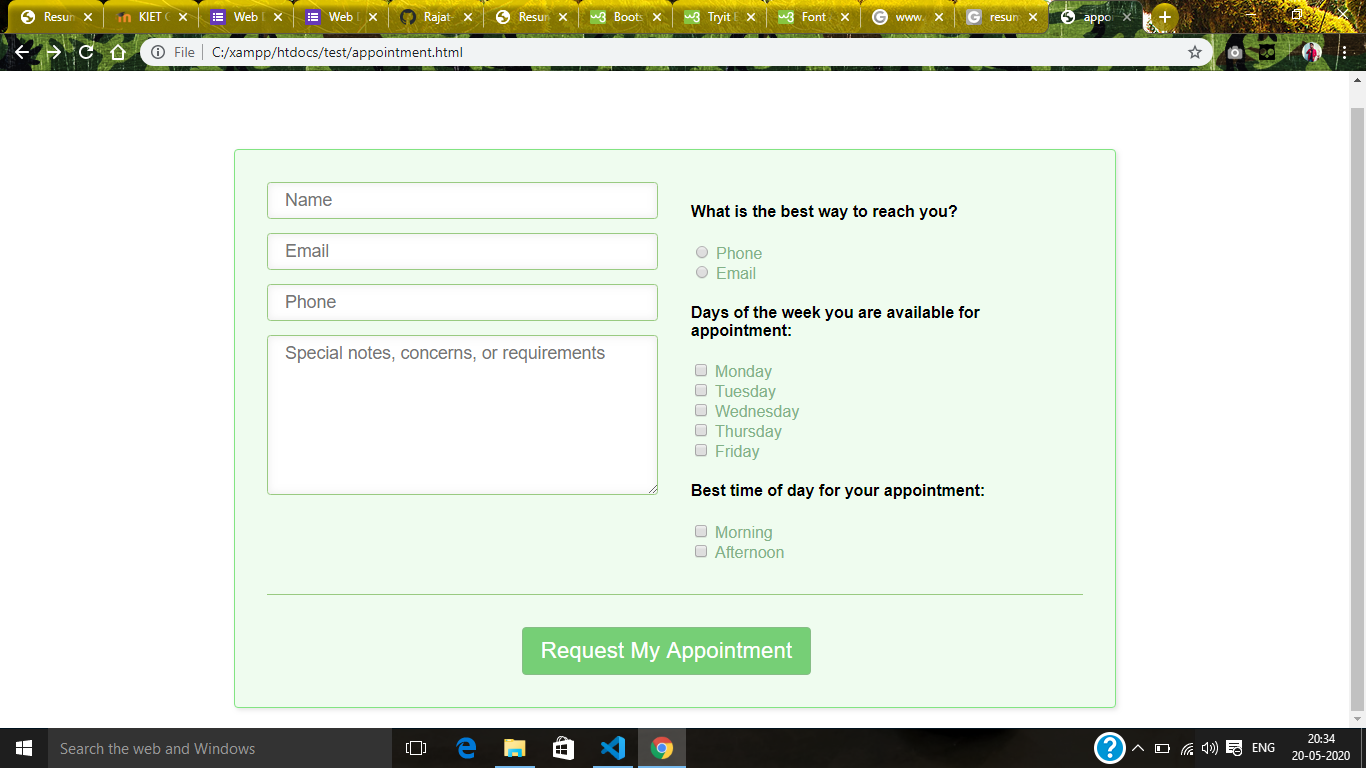 Resun
KIET C
Web D
Web D
Rajat
Resun
Boots
Tryit E
Font A
www.
resun
appo
File
C:/xampp/htdocs/test/appointment.html
Name
Email
Phone
Special notes, concerns, or requirements
What is the best way to reach you?
Phone
Email
Days of the week you are available for
appointment:
Monday
Tuesday
Wednesday
Thursday
Friday
Best time of day for your appointment:
Morning
Afternoon
Request My Appointment
Search the web and Windows
ENG
20:34
20-05-2020